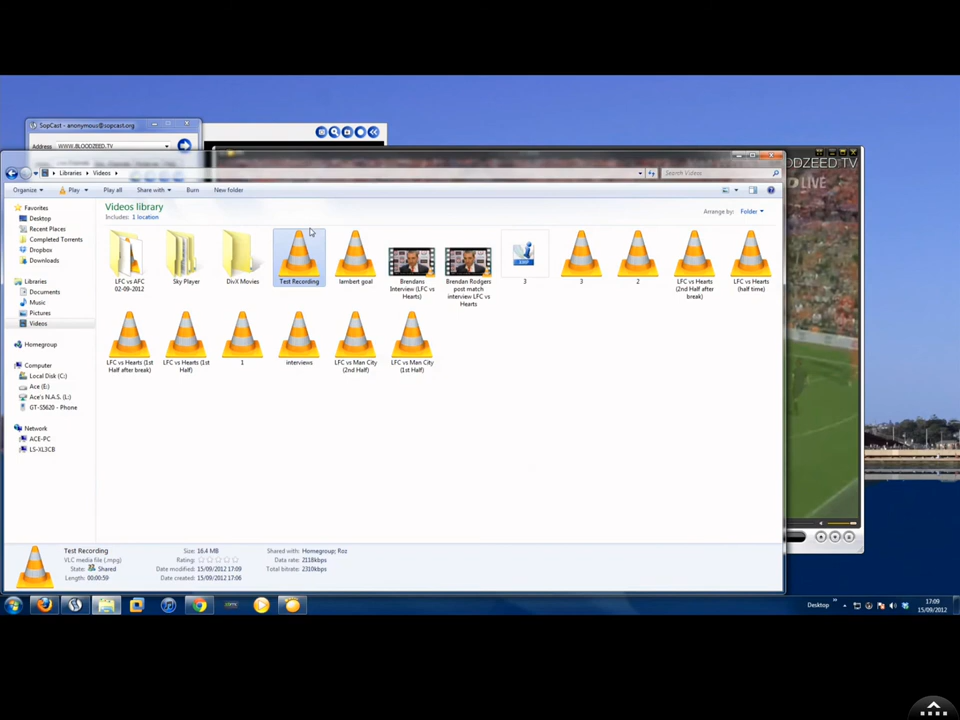 SopCast - anonymous@sopcast.org
Address WWW.BLOODZEED.TV
OODZEED.TV
LIVE
Libraries Videos
Search Videos
Organize Play Play all Share with Burn New folder
Videos library
Includes: 1 location
Arrange by: Folder
Favorites
Desktop
Recent Places
Completed Torrents
Dropbox
Downloads
Libraries
Documents
Music
Pictures
Videos
Homegroup
Computer
Local Disk (C:)
Ace (E:)
Ace's N.A.S. (L:)
GT-S5620 - Phone
Network
ACE-PC
LS-XL3CB
LFC vs AFC
02-09-2012
Sky Player
DivX Movies
Test Recording
lambert goal
Brendans
Interview (LFC vs
Hearts)
Brendan Rodgers
post match
interview LFC vs
Hearts
3
3
2
LFC vs Hearts
(2nd Half after
break)
LFC vs Hearts
(half time)
LFC vs Hearts (1st
Half after break)
LFC vs Hearts (1st
Half)
1
interviews
LFC vs Man City
(2nd Half)
LFC vs Man City
(1st Half)
Test Recording
VLC media file (.mpg)
State: Shared
Length: 00:00:59
Size: 16.4 MB
Rating:
Date modified: 15/09/2012 17:09
Date created: 15/09/2012 17:06
Shared with: Homegroup; Roz
Data rate: 2118kbps
Total bitrate: 2310kbps
Desktop
17:09
15/09/2012